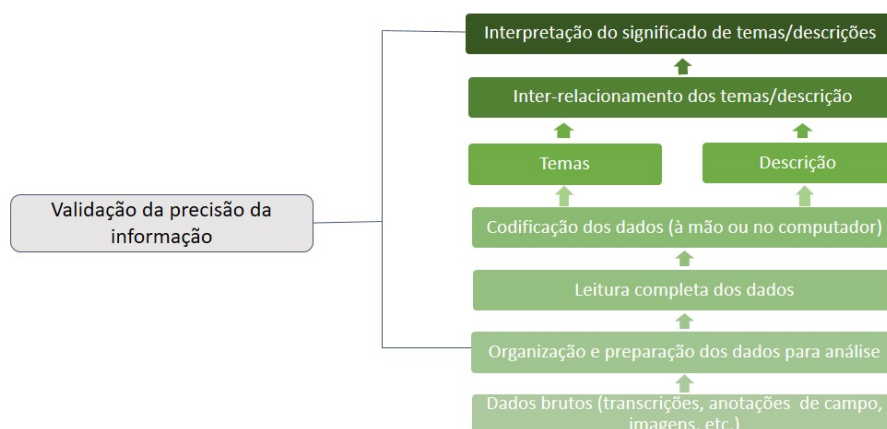 Interpretação do significado de temas/descrições
Inter-relacionamento dos temas/descrição
Temas
Descrição
Validação da precisão da
informação
Codificação dos dados (à mão ou no computador)
Leitura completa dos dados
Organização e preparação dos dados para análise
Dados brutos (transcrições, anotações de campo,
imagens, etc.)